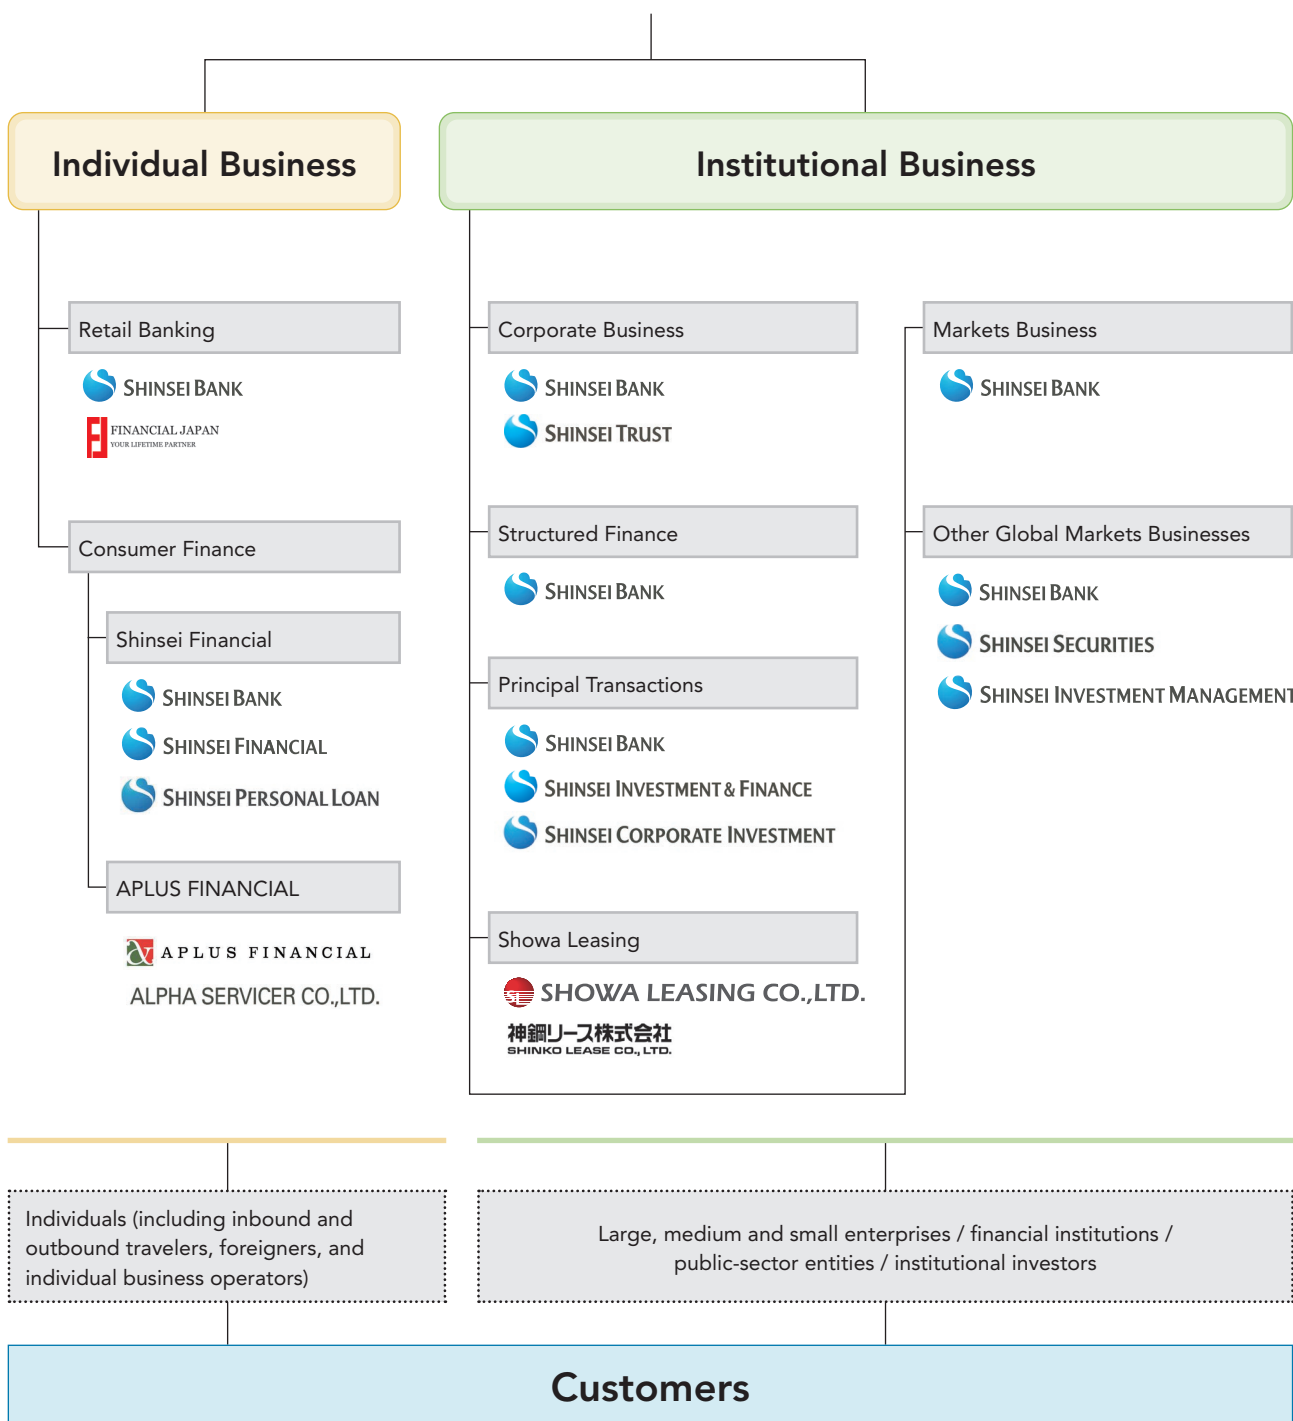 Individual Business
Institutional Business
Retail Banking
SHINSEI BANK
FINANCIAL JAPAN
YOUR LIFETIME PARTNER
Consumer Finance
Shinsei Financial
SHINSEI BANK
SHINSEI FINANCIAL
SHINSEI PERSONAL LOAN
APLUS FINANCIAL
APLUS FINANCIAL
ALPHA SERVICER CO.,LTD.
Corporate Business
SHINSEI BANK
SHINSEI TRUST
Structured Finance
SHINSEI BANK
Principal Transactions
SHINSEI BANK
SHINSEI INVESTMENT & FINANCE
SHINSEI CORPORATE INVESTMENT
Showa Leasing
SL SHOWA LEASING CO.,LTD.
神鋼リース株式会社
SHINKO LEASE CO., LTD.
Markets Business
SHINSEI BANK
Other Global Markets Businesses
SHINSEI BANK
SHINSEI SECURITIES
SHINSEI INVESTMENT MANAGEMENT
Individuals (including inbound and
outbound travelers, foreigners, and
individual business operators)
Large, medium and small enterprises / financial institutions /
public-sector entities / institutional investors
Customers